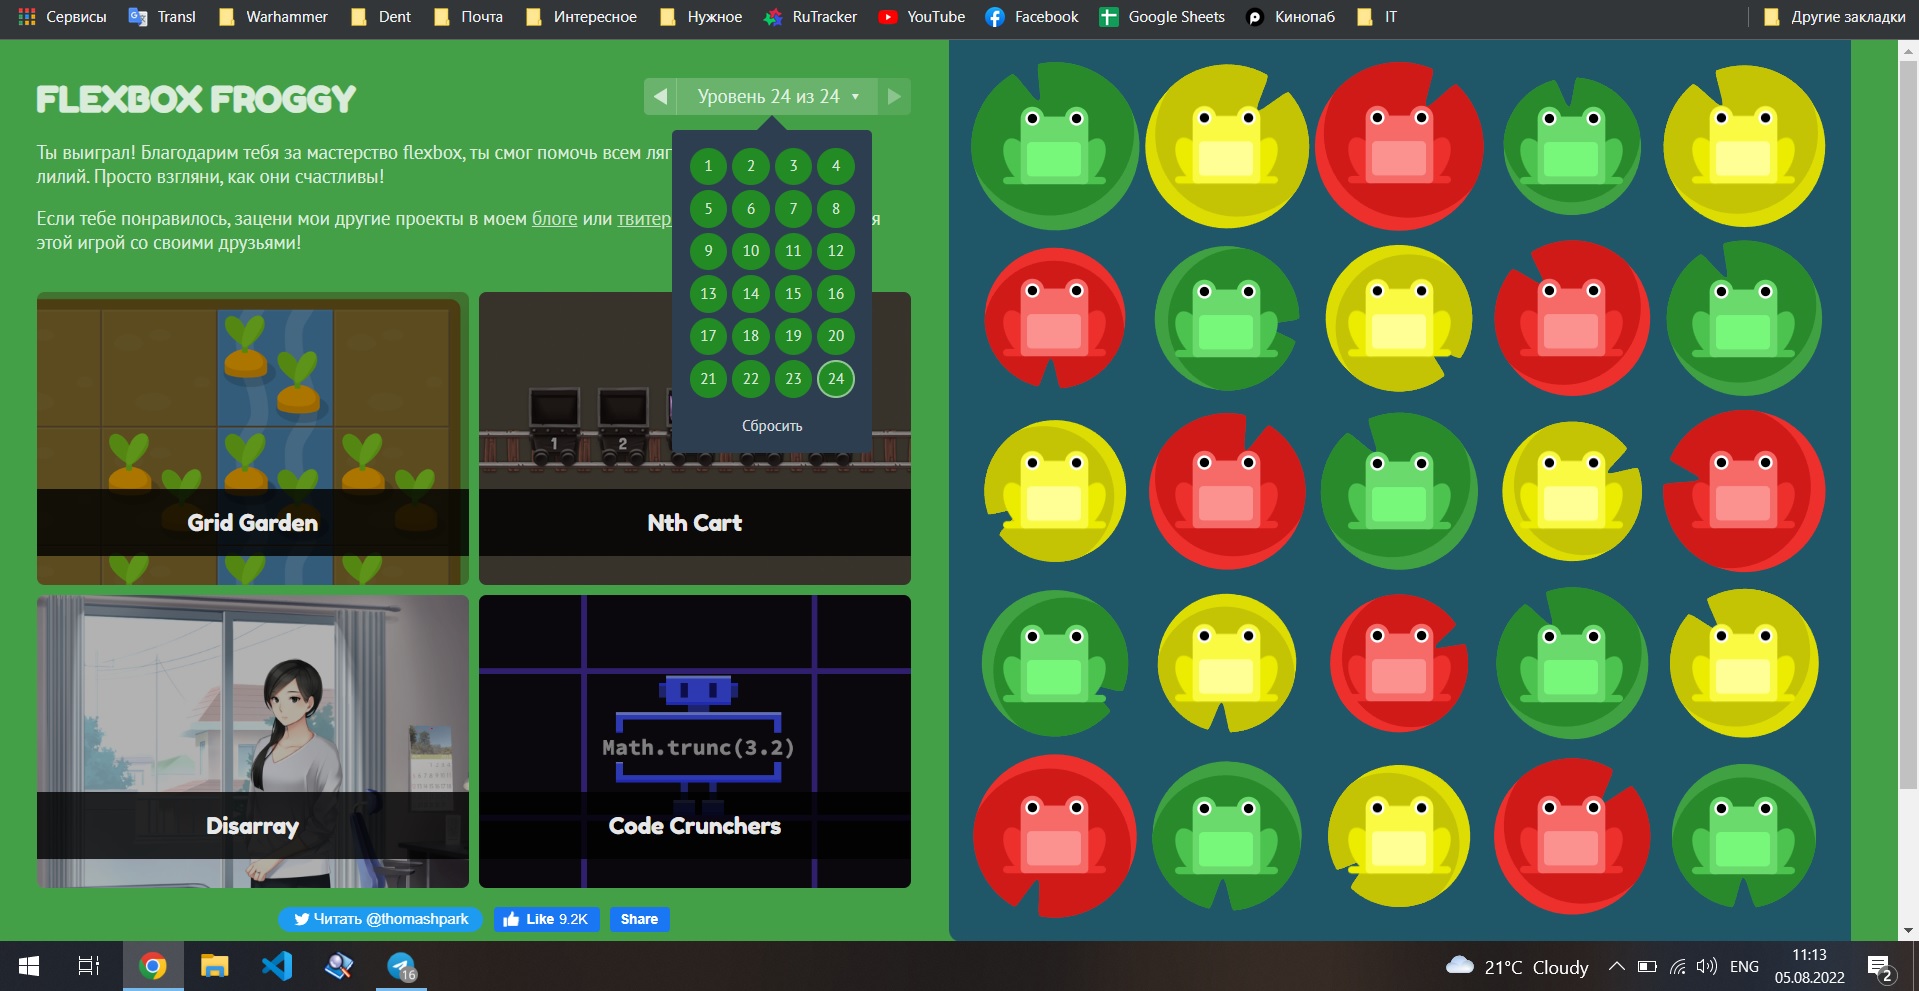 Сервисы Transl Warhammer Dent Почта Интересное Нужное RuTracker YouTube Facebook Google Sheets Кинопаб IT Другие закладки
FLEXBOX FROGGY
Уровень 24 из 24
Ты выиграл! Благодарим тебя за мастерство flexbox, ты смог помочь всем
лилий. Просто взгляни, как они счастливы!
Если тебе понравилось, зацени мои другие проекты в моем блоге или твитер я
этой игрой со своими друзьями!
1 2 3 4
5 6 7 8
9 10 11 12
13 14 15 16
17 18 19 20
21 22 23 24
Сбросить
1 2
Grid Garden
Nth Cart
Math.trunc(3.2)
Disarray
Code Crunchers
Читать @thomashpark Like 9.2K Share
16
21°C Cloudy
ENG
11:13
05.08.2022
2